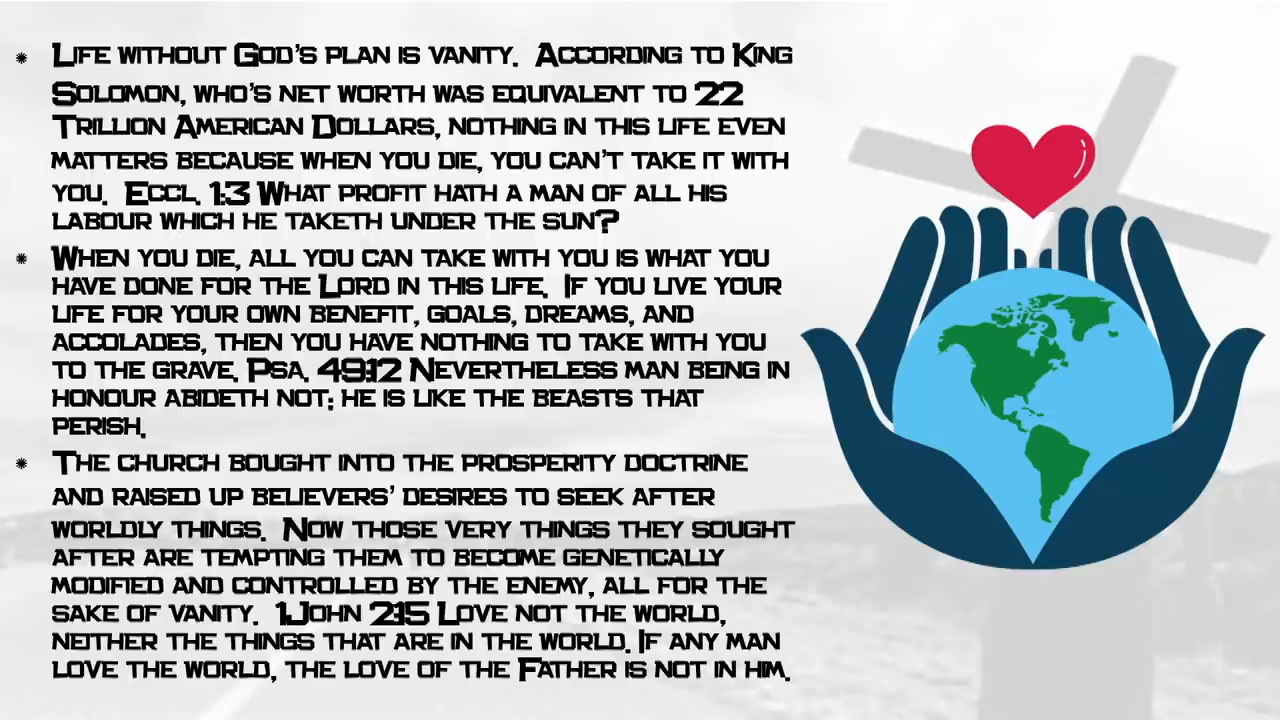 * Life without God's plan is vanity. According to King
Solomon, who's net worth was equivalent to 22
Trillion American Dollars, nothing in this life even
matters because when you die, you can't take it with
you. Eccl. 1:3 What profit hath a man of all his
labour which he taketh under the sun?
* When you die, all you can take with you is what you
have done for the Lord in this life. If you live your
life for your own benefit, goals, dreams, and
accolades, then you have nothing to take with you
to the grave. Psa. 49:12 Nevertheless man being in
honour abideth not: he is like the beasts that
perish.
* The church bought into the prosperity doctrine
and raised up believers' desires to seek after
worldly things. Now those very things they sought
after are tempting them to become genetically
modified and controlled by the enemy, all for the
sake of vanity. 1John 2:15 Love not the world,
neither the things that are in the world. If any man
love the world, the love of the Father is not in him.